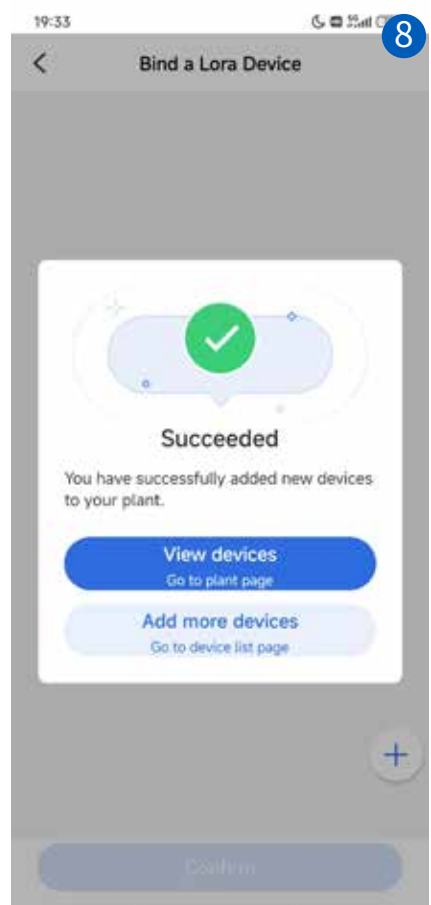 19:33
8
Bind a Lora Device
Succeeded
You have successfully added new devices
to your plant.
View devices
Go to plant page
Add more devices
Go to device list page
+
Confirm